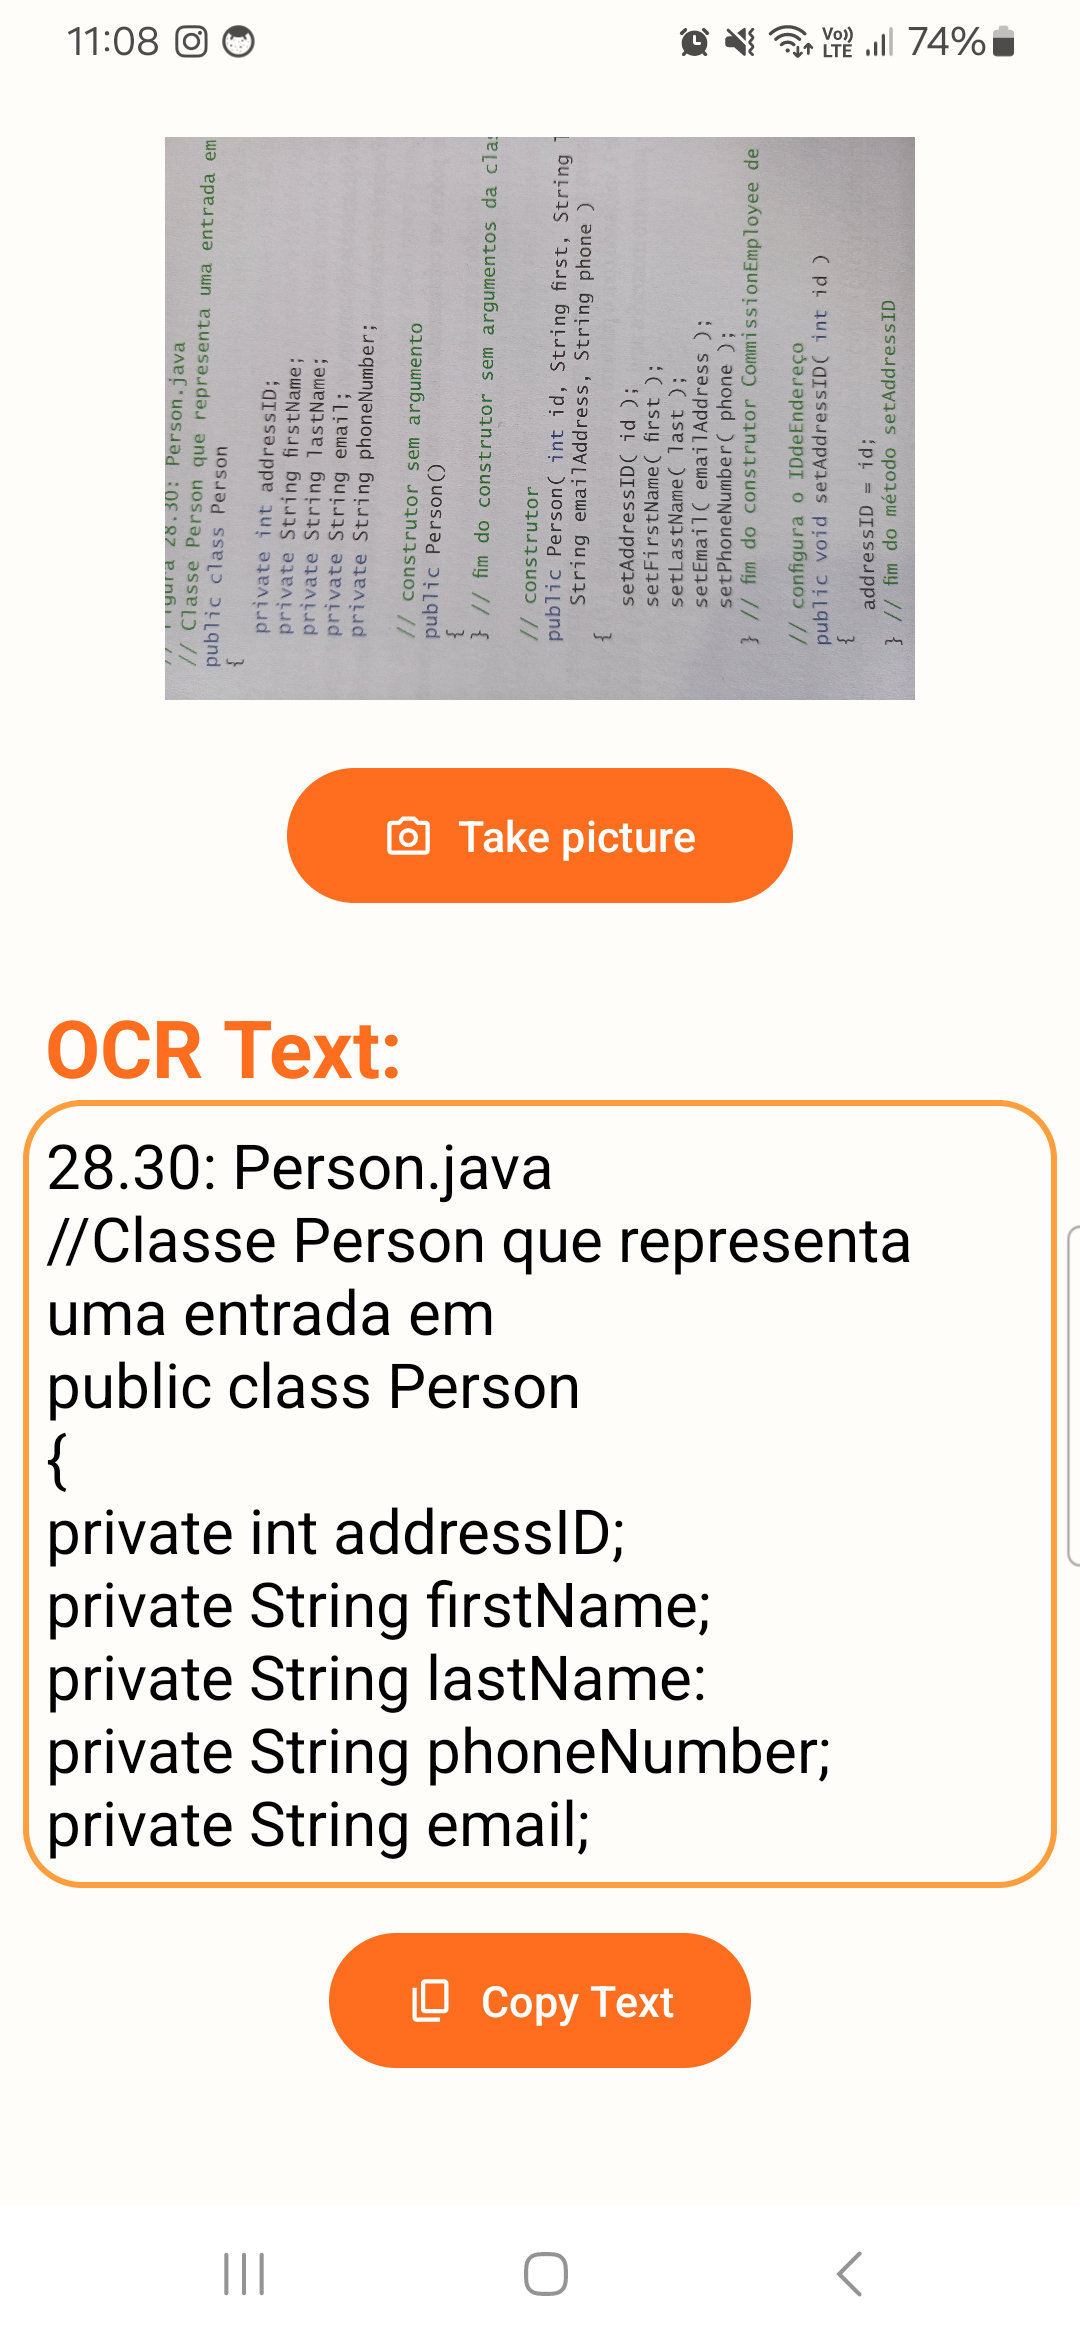 11:08
Vo)) LTE 74%
// Figura 28.30: Person.java
// Classe Person que representa uma entrada em
public class Person
{
private int addressID;
private String firstName;
private String lastName;
private String email;
private String phoneNumber;
// construtor sem argumento
public Person()
{
} // fim do construtor sem argumentos da clas
// construtor
public Person( int id, String first, String
String emailAddress, String phone )
{
setAddressID( id );
setFirstName( first );
setLastName( last );
setEmail( emailAddress );
setPhoneNumber( phone );
} // fim do construtor CommissionEmployee de
// configura o IDdeEndereço
public void setAddressID( int id )
{
addressID = id;
} // fim do método setAddressID
Take picture
OCR Text:
28.30: Person.java
//Classe Person que representa
uma entrada em
public class Person
{
private int addressID;
private String firstName;
private String lastName:
private String phoneNumber;
private String email;
Copy Text